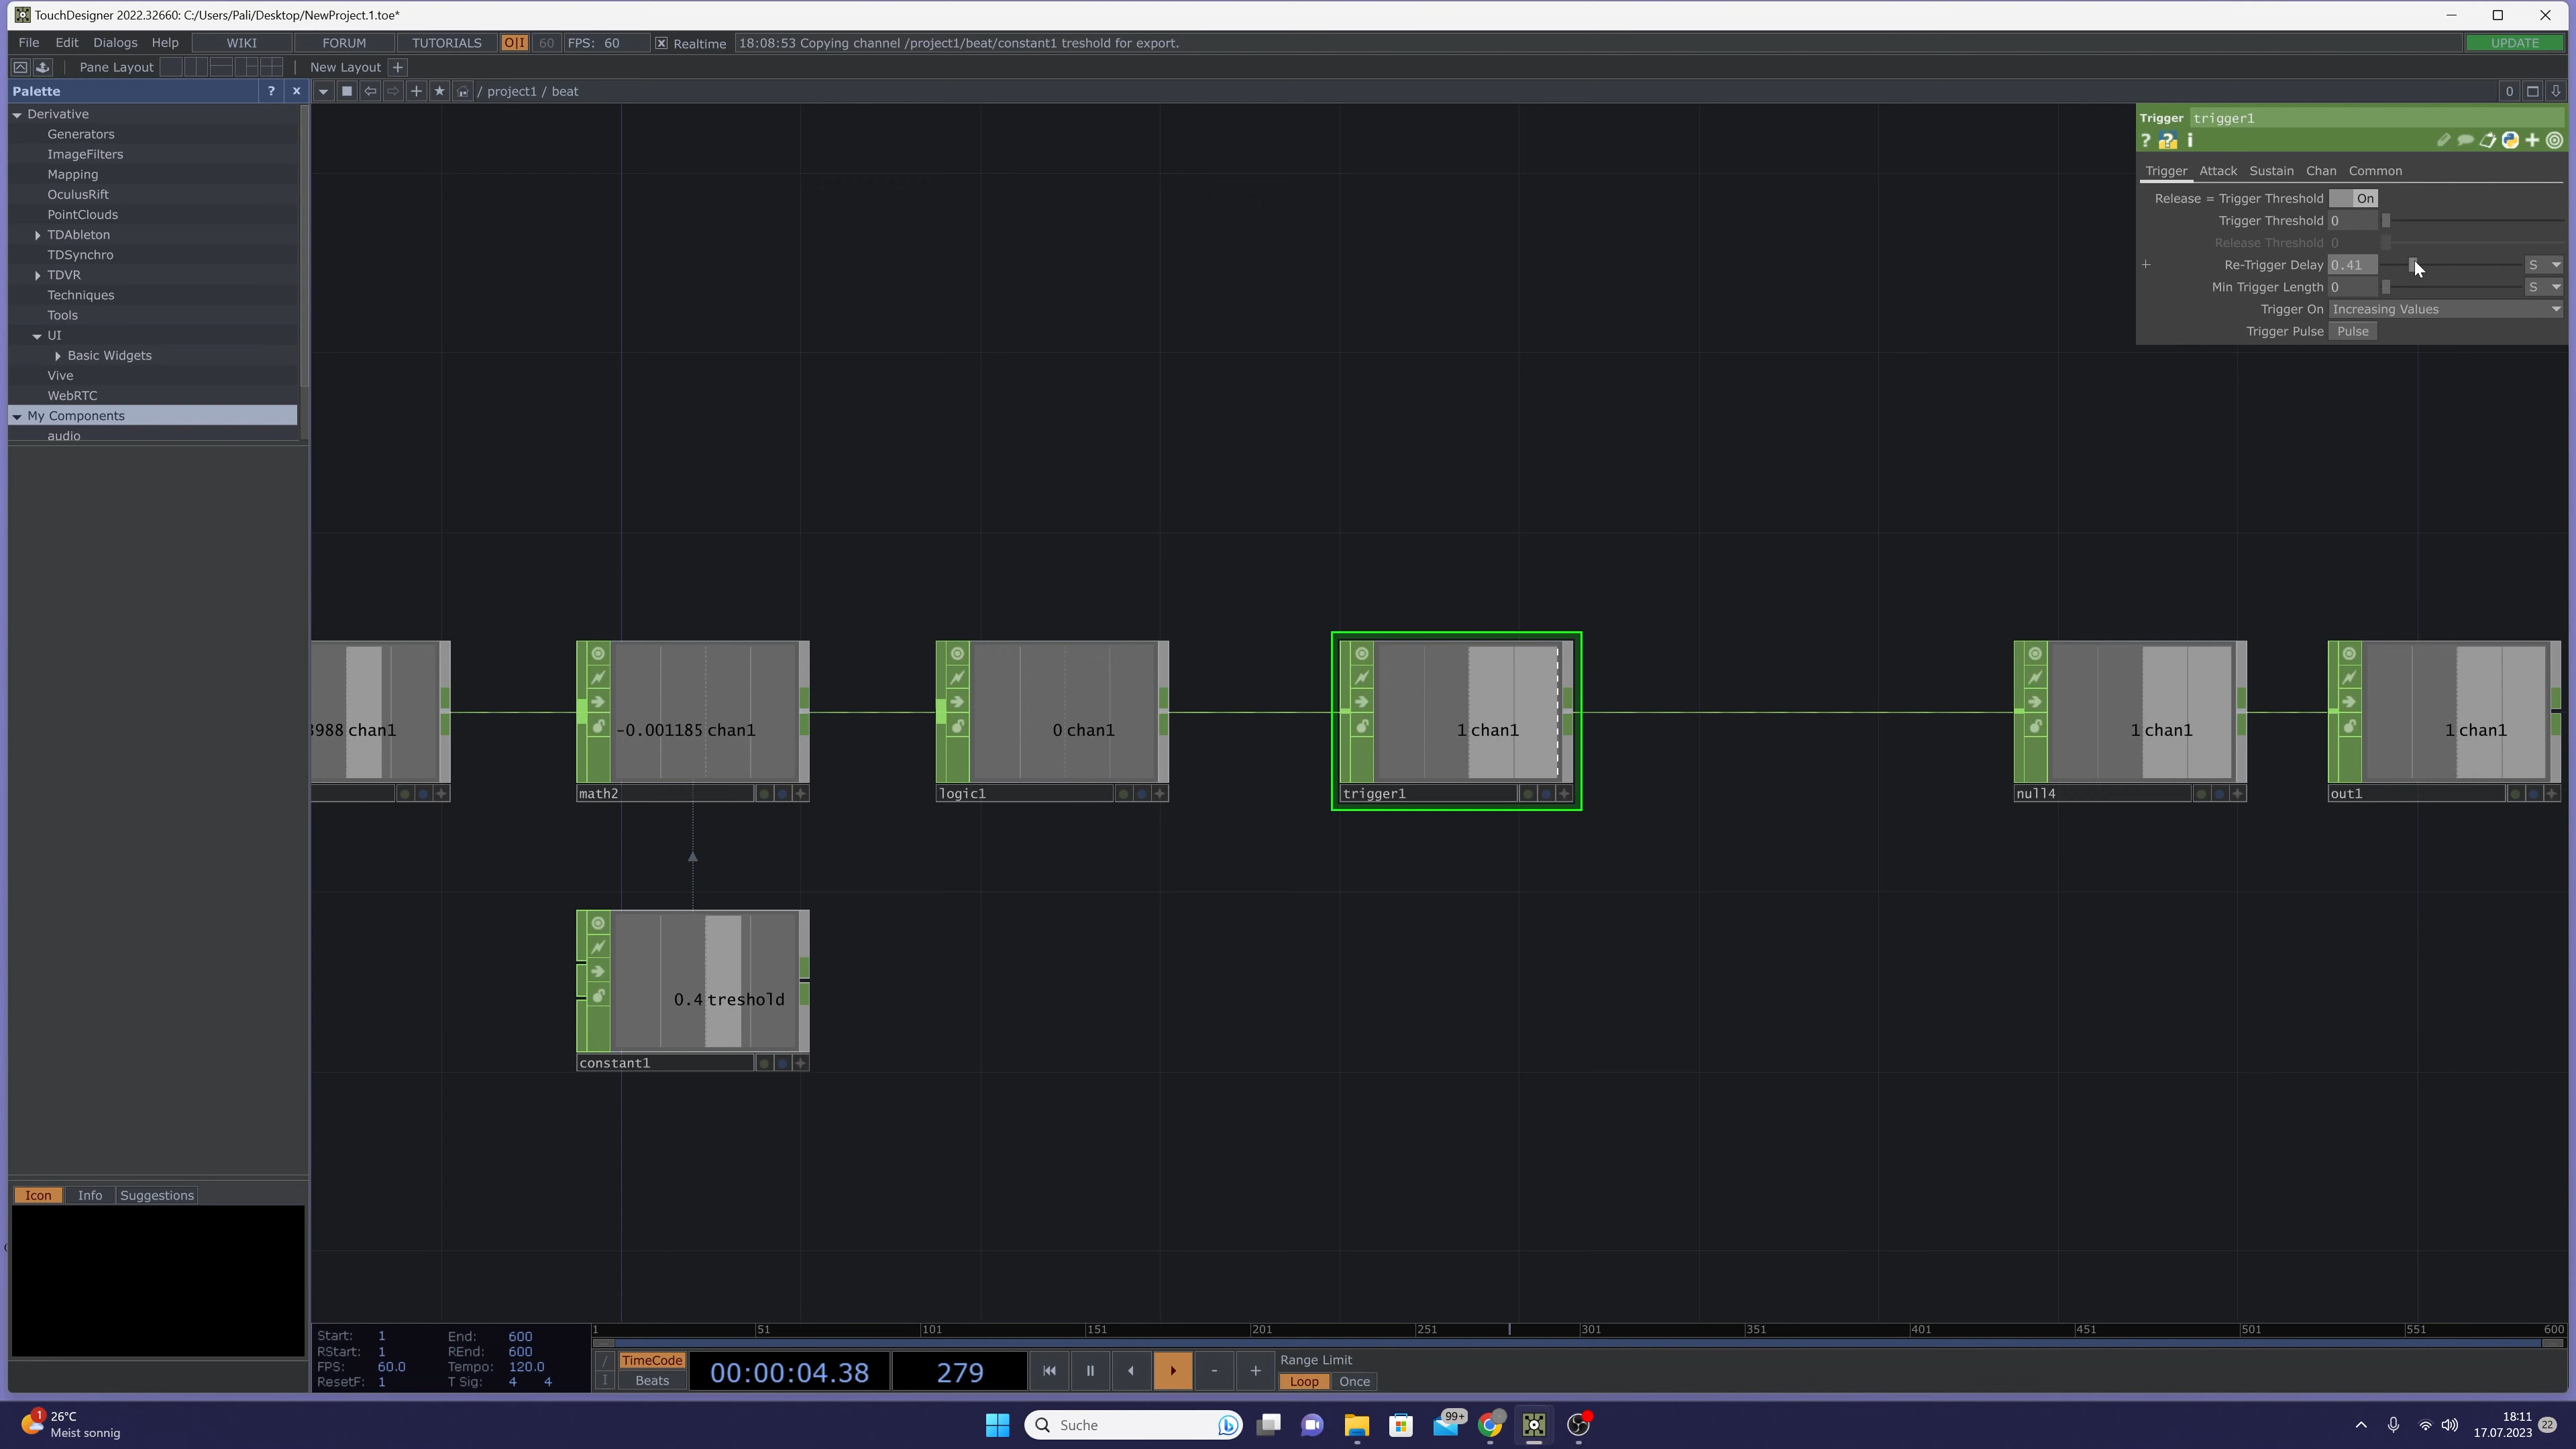 TouchDesigner 2022.32660: C:/Users/Pali/Desktop/NewProject.1.toe*
File Edit Dialogs Help WIKI FORUM TUTORIALS O|I 60 FPS: 60 Realtime 18:08:53 Copying channel /project1/beat/constant1 treshold for export. UPDATE
Pane Layout New Layout +
Palette ? x / project1 / beat 0
Derivative
Generators
ImageFilters
Mapping
OculusRift
PointClouds
TDAbleton
TDSynchro
TDVR
Techniques
Tools
UI
Basic Widgets
Vive
WebRTC
My Components
audio
Trigger trigger1
? ? i
Trigger Attack Sustain Chan Common
Release = Trigger Threshold On
Trigger Threshold 0
Release Threshold 0
+ Re-Trigger Delay 0.41 S
Min Trigger Length 0 S
Trigger On Increasing Values
Trigger Pulse Pulse
3988 chan1
-0.001185 chan1
math2
0 chan1
logic1
1 chan1
trigger1
1 chan1
null4
1 chan1
out1
0.4 treshold
constant1
Icon Info Suggestions
Start: 1 End: 600
RStart: 1 REnd: 600
FPS: 60.0 Tempo: 120.0
ResetF: 1 T Sig: 4 4
1 51 101 151 201 251 301 351 401 451 501 551 600
TimeCode
Beats
00:00:04.38
279
- +
Range Limit
Loop Once
1
26°C
Meist sonnig
Suche
99+
18:11
17.07.2023
22